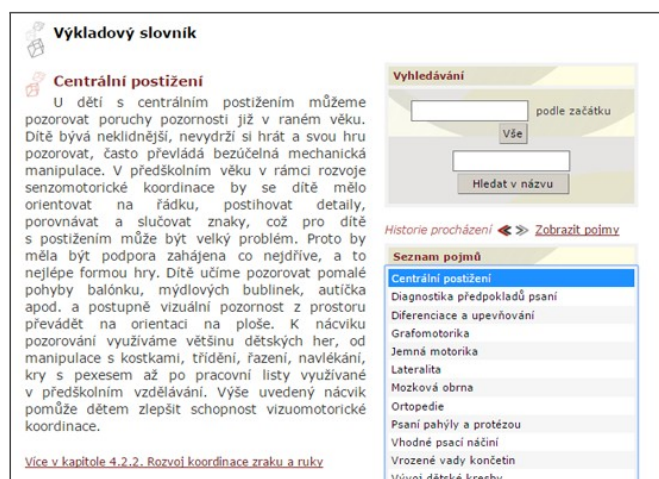 Výkladový slovník
Centrální postižení
U dětí s centrálním postižením můžeme
pozorovat poruchy pozornosti již v raném věku.
Dítě bývá neklidnější, nevydrží si hrát a svou hru
pozorovat, často převládá bezúčelná mechanická
manipulace. V předškolním věku v rámci rozvoje
senzomotorické koordinace by se dítě mělo
orientovat na řádku, postihovat detaily,
porovnávat a slučovat znaky, což pro dítě
s postižením může být velký problém. Proto by
měla být podpora zahájena co nejdříve, a to
nejlépe formou hry. Dítě učíme pozorovat pomalé
pohyby balónku, mýdlových bublinek, autíčka
apod. a postupně vizuální pozornost z prostoru
převádět na orientaci na ploše. K nácviku
pozorování využíváme většinu dětských her, od
manipulace s kostkami, třídění, řazení, navlékání,
kry s pexesem až po pracovní listy využívané
v předškolním vzdělávání. Výše uvedený nácvik
pomůže dětem zlepšit schopnost vizuomotorické
koordinace.
Více v kapitole 4.2.2. Rozvoj koordinace zraku a ruky
Vyhledávání
podle začátku
Vše
Hledat v názvu
Historie procházení
Zobrazit pojmy
Seznam pojmů
Centrální postižení
Diagnostika předpokladů psaní
Diferenciace a upevňování
Grafomotorika
Jemná motorika
Lateralita
Mozková obrna
Ortopedie
Psaní pahýly a protézou
Vhodné psací náčiní
Vrozené vady končetin
Vývoj dětské kresby